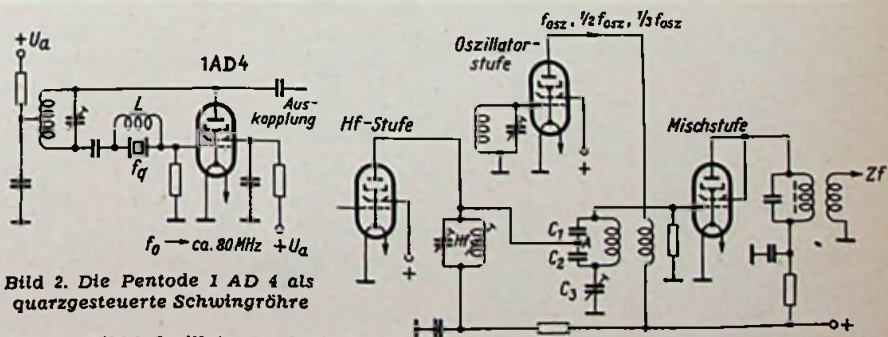 +Ua
1AD4
L
fq
Aus-
kopplung
f0 → ca. 80 MHz
+Ua
Bild 2. Die Pentode 1 AD 4 als
quarzgesteuerte Schwingröhre
fosz, 1/2 fosz, 1/3 fosz
Oszillator-
stufe
Hf-Stufe
+
+
Mischstufe
Hf
C1
C2
C3
Zf
+